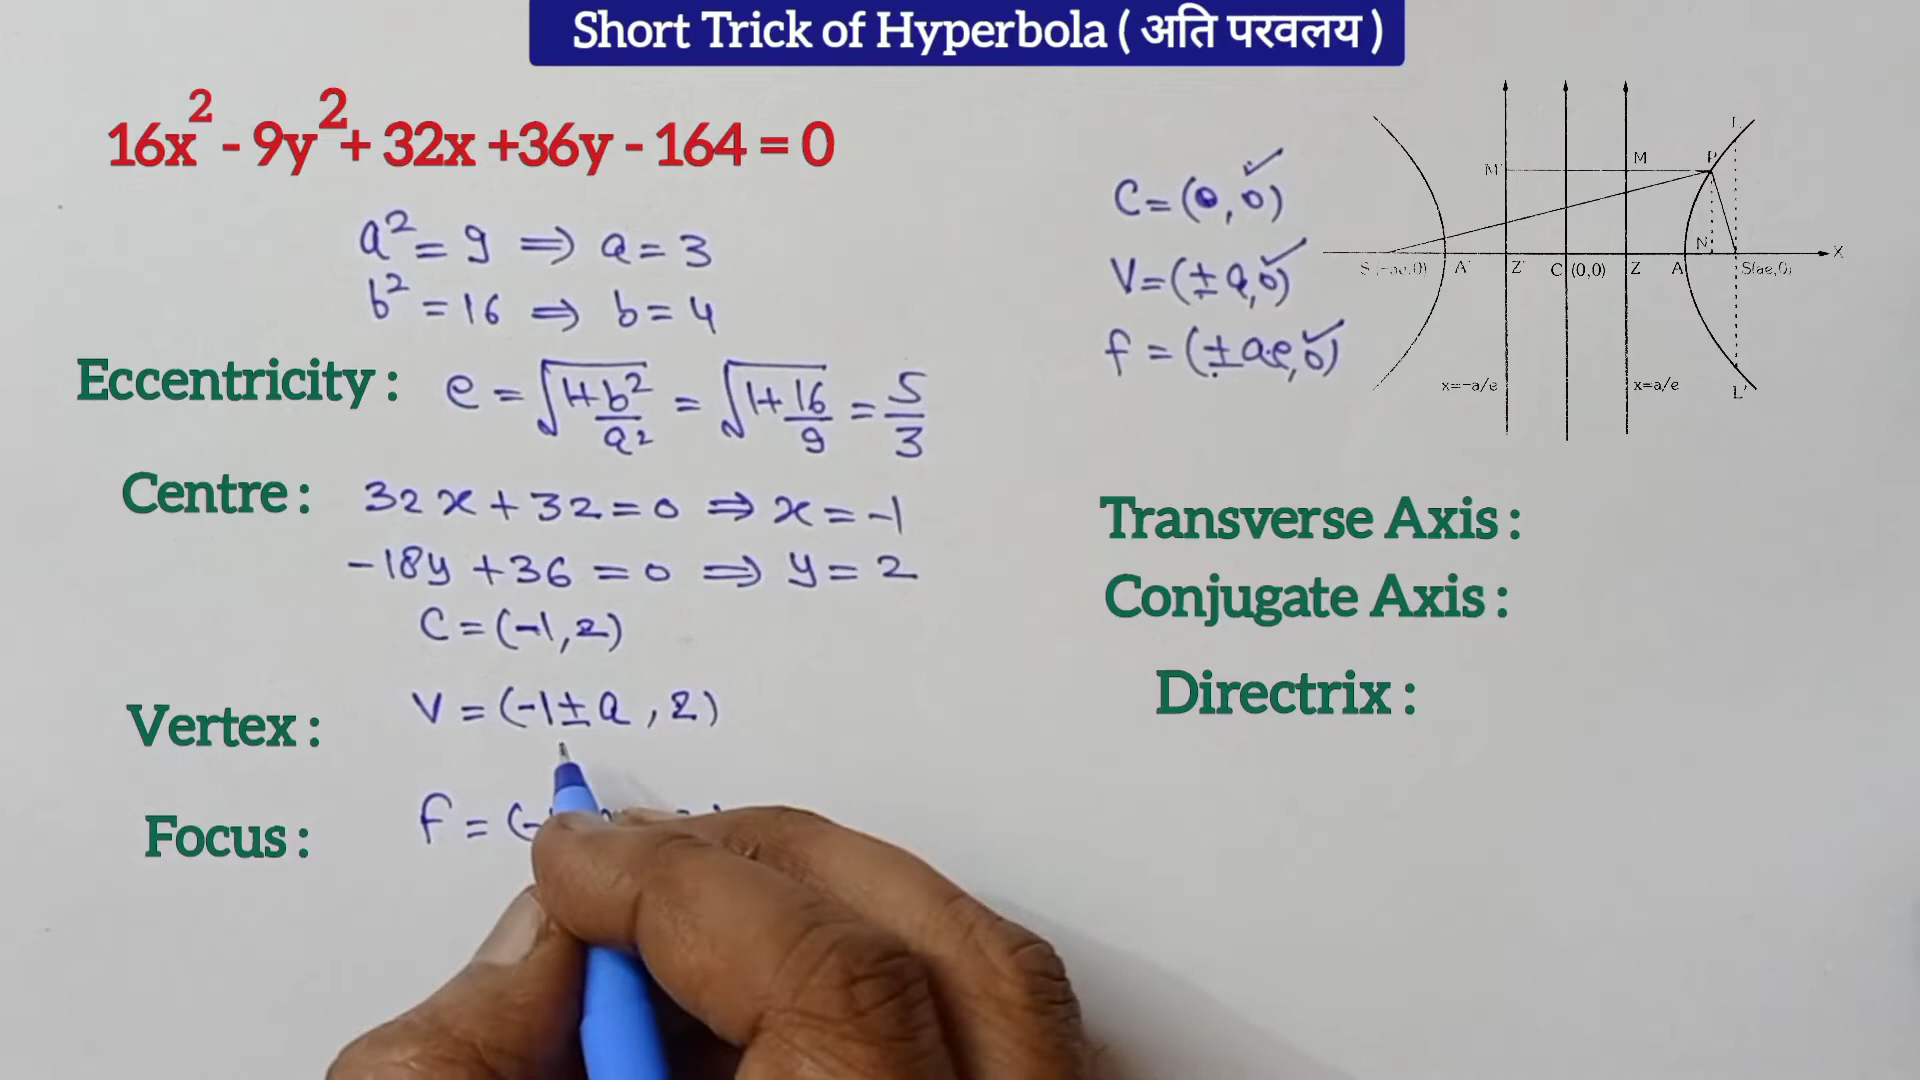 Short Trick of Hyperbola ( अति परवलय )
16x² - 9y² + 32x +36y - 164 = 0
a² = 9 ⇒ a = 3
b² = 16 ⇒ b = 4
Eccentricity : e = √(1+b²/a²) = √(1+16/9) = 5/3
Centre : 32x + 32 = 0 ⇒ x = -1
-18y + 36 = 0 ⇒ y = 2
C = (-1, 2)
Vertex : V = (-1 ± a , 2)
Focus : f = (-
C = (0, 0)
V = (± a, 0)
f = (± a.e, 0)
M' M P
N X
A' Z' C (0,0) Z A S(ae,0)
x=-a/e x=a/e L'
Transverse Axis :
Conjugate Axis :
Directrix :